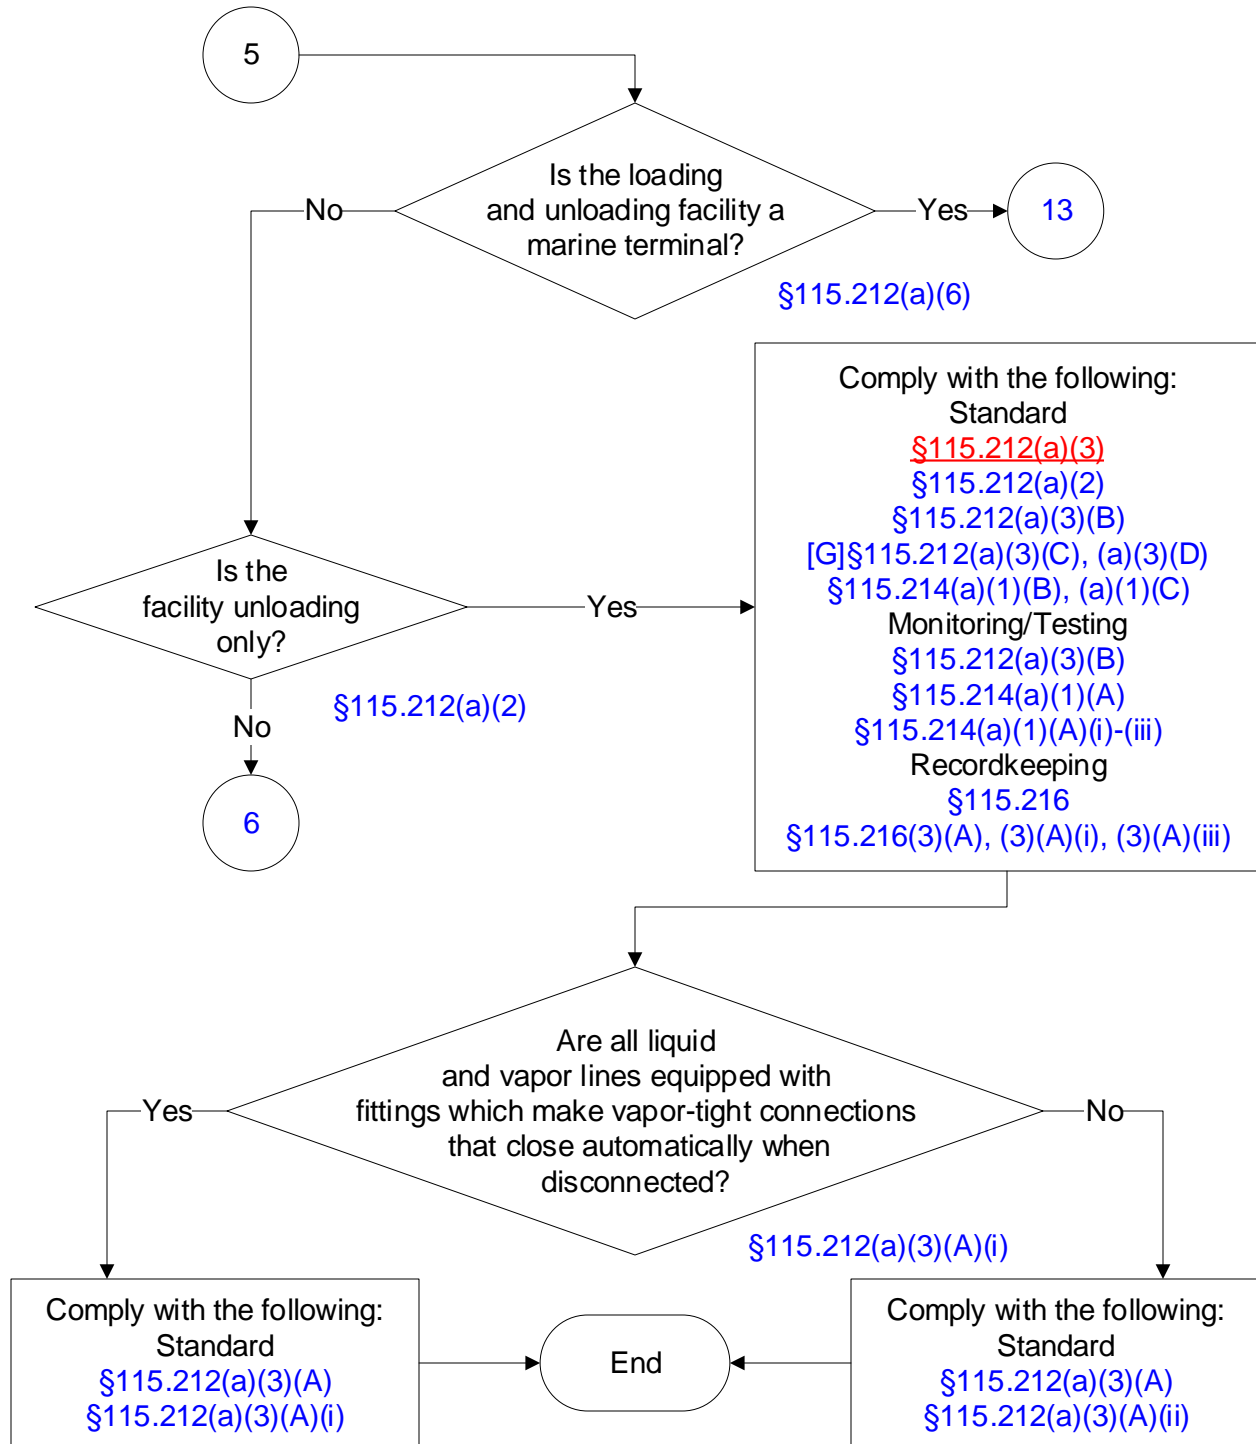 5
Is the loading
and unloading facility a
marine terminal?
No
Yes
13
§115.212(a)(6)
Comply with the following:
Standard
§115.212(a)(3)
§115.212(a)(2)
§115.212(a)(3)(B)
[G]§115.212(a)(3)(C), (a)(3)(D)
§115.214(a)(1)(B), (a)(1)(C)
Monitoring/Testing
§115.212(a)(3)(B)
§115.214(a)(1)(A)
§115.214(a)(1)(A)(i)-(iii)
Recordkeeping
§115.216
§115.216(3)(A), (3)(A)(i), (3)(A)(iii)
Is the
facility unloading
only?
Yes
§115.212(a)(2)
No
6
Are all liquid
and vapor lines equipped with
fittings which make vapor-tight connections
that close automatically when
disconnected?
Yes
No
§115.212(a)(3)(A)(i)
Comply with the following:
Standard
§115.212(a)(3)(A)
§115.212(a)(3)(A)(i)
End
Comply with the following:
Standard
§115.212(a)(3)(A)
§115.212(a)(3)(A)(ii)